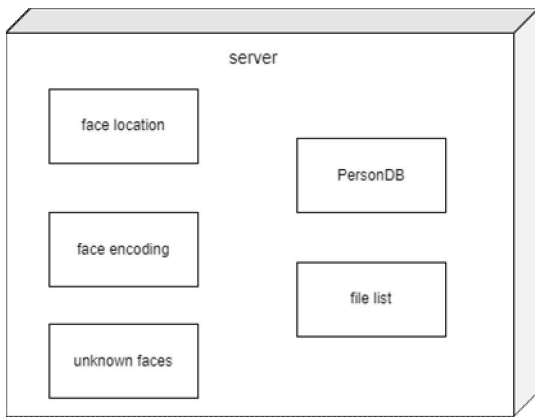 server
face location
face encoding
unknown faces
PersonDB
file list